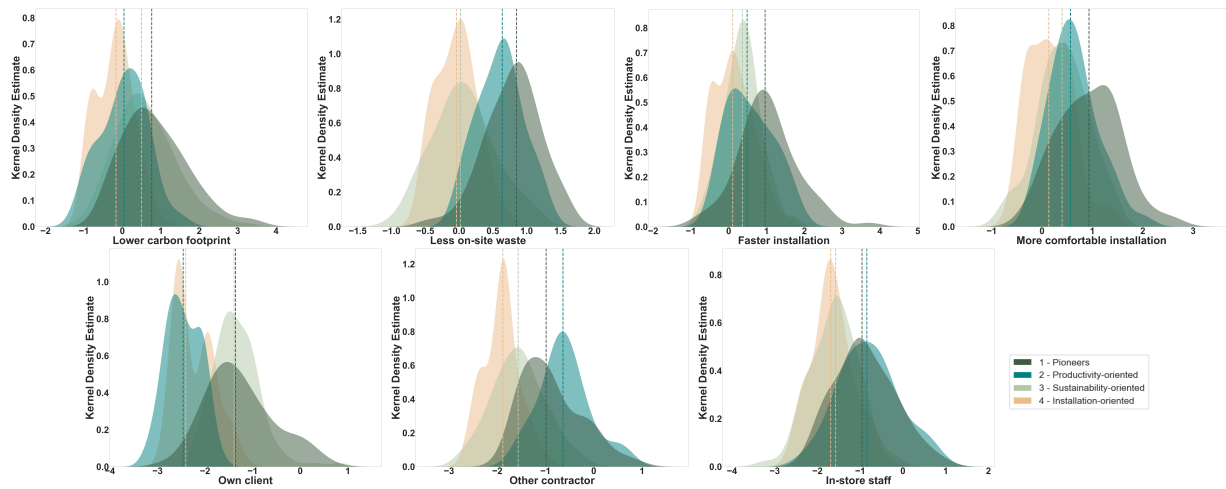 Kernel Density Estimate
0.8
0.7
0.6
0.5
0.4
0.3
0.2
0.1
0.0
−2 −1 0 1 2 3 4
Lower carbon footprint
Kernel Density Estimate
1.2
1.0
0.8
0.6
0.4
0.2
0.0
−1.5 −1.0 −0.5 0.0 0.5 1.0 1.5 2.0
Less on-site waste
Kernel Density Estimate
0.8
0.7
0.6
0.5
0.4
0.3
0.2
0.1
0.0
−2 −1 0 1 2 3 4 5
Faster installation
Kernel Density Estimate
0.8
0.7
0.6
0.5
0.4
0.3
0.2
0.1
0.0
−1 0 1 2 3
More comfortable installation
Kernel Density Estimate
1.0
0.8
0.6
0.4
0.2
0.0
−4 −3 −2 −1 0 1
Own client
Kernel Density Estimate
1.2
1.0
0.8
0.6
0.4
0.2
0.0
−3 −2 −1 0 1
Other contractor
Kernel Density Estimate
0.8
0.6
0.4
0.2
0.0
−4 −3 −2 −1 0 1 2
In-store staff
1 - Pioneers
2 - Productivity-oriented
3 - Sustainability-oriented
4 - Installation-oriented